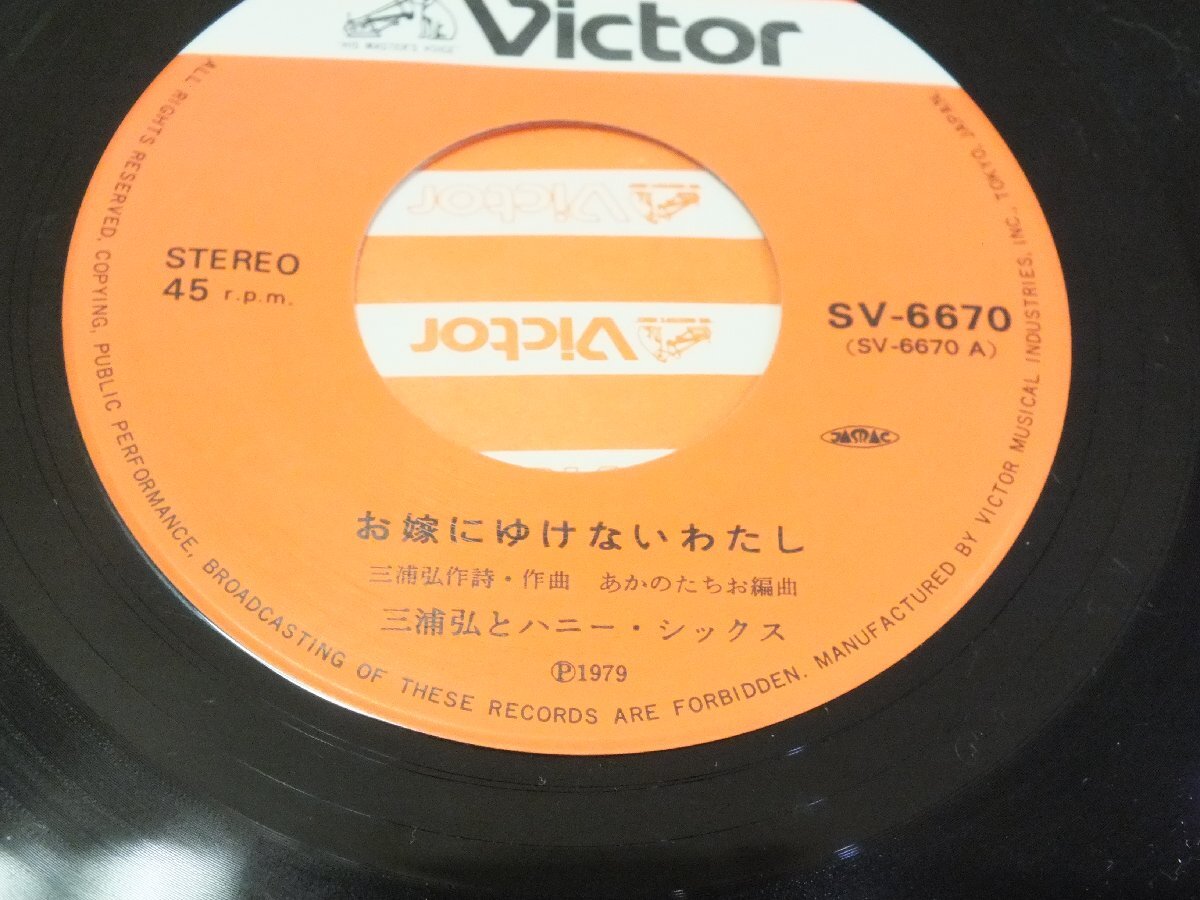 "HIS MASTER'S VOICE"
Victor
STEREO
45 r.p.m.
SV-6670
(SV-6670 A)
JASRAC
Victor
Victor
お嫁にゆけないわたし
三浦弘作詩・作曲 あかのたちお編曲
三浦弘とハニー・シックス
Ⓟ1979
ALL RIGHTS RESERVED. COPYING, PUBLIC PERFORMANCE, BROADCASTING OF THESE RECORDS ARE FORBIDDEN. MANUFACTURED BY VICTOR MUSICAL INDUSTRIES, INC., TOKYO, JAPAN.